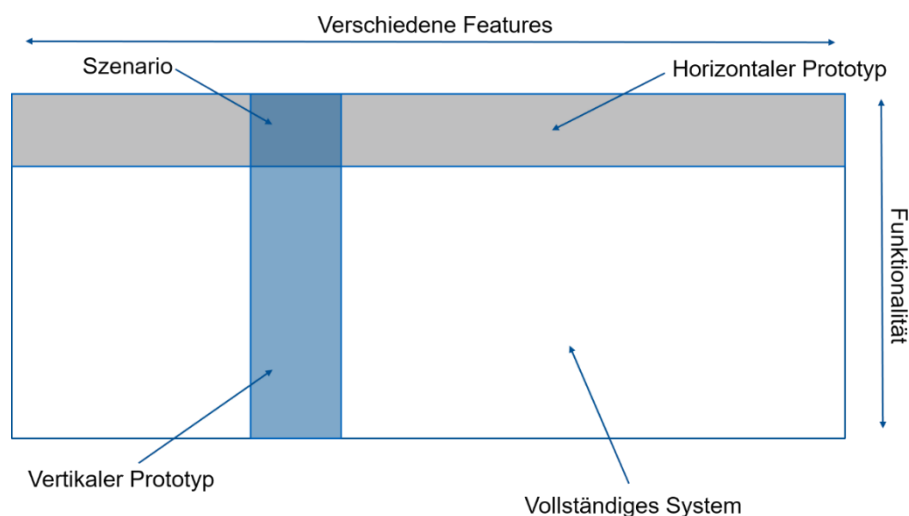 Verschiedene Features
Szenario
Horizontaler Prototyp
Funktionalität
Vertikaler Prototyp
Vollständiges System